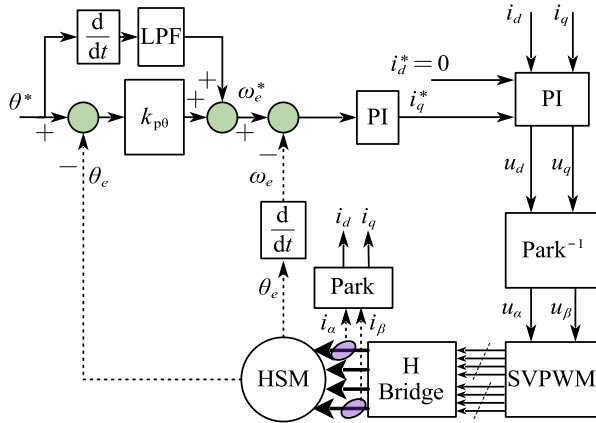 d
dt
LPF
i_d
i_q
i_d^* = 0
θ*
+
+
+
k_pθ
ω_e^*
+
PI
i_q^*
PI
−
θ_e
−
ω_e
u_d
u_q
d
dt
i_d
i_q
Park⁻¹
θ_e
Park
i_α
i_β
u_α
u_β
HSM
H
Bridge
SVPWM